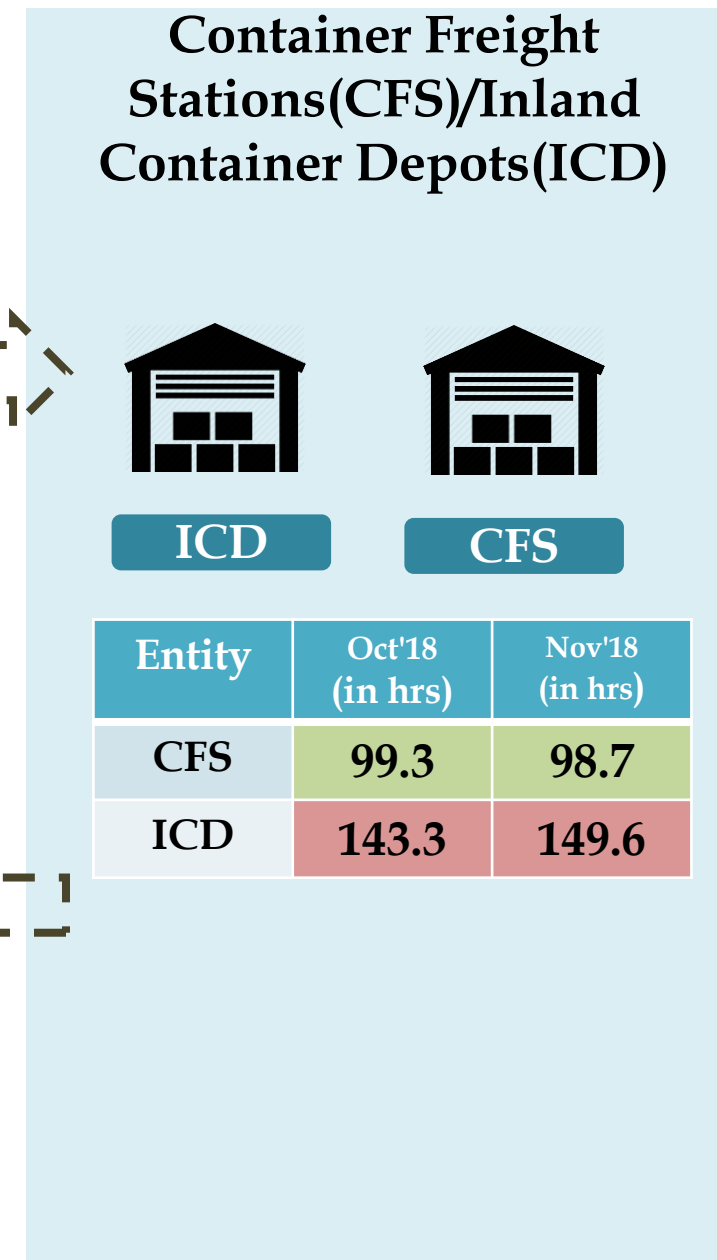 Container Freight
Stations(CFS)/Inland
Container Depots(ICD)
ICD
CFS
Entity
Oct'18
(in hrs)
Nov'18
(in hrs)
CFS
99.3
98.7
ICD
143.3
149.6